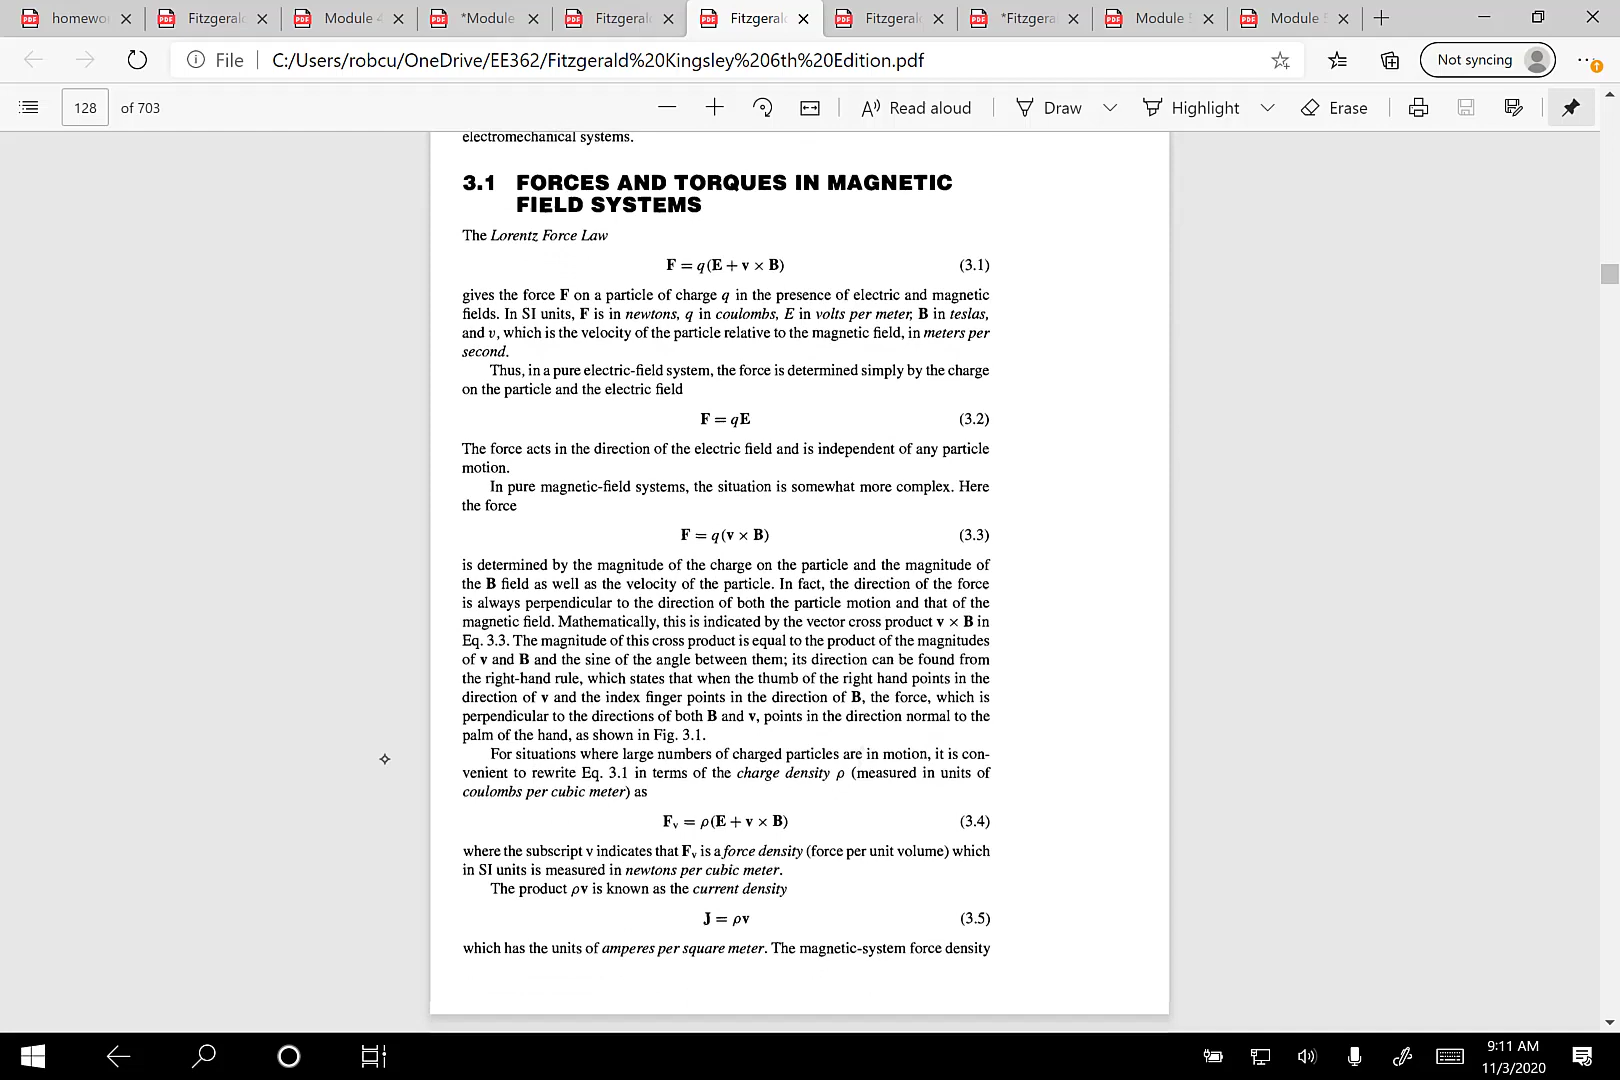 homewor
Fitzgeral
Module 4
*Module
Fitzgeral
Fitzgeral
Fitzgeral
*Fitzgera
Module
Module
File
C:/Users/robcu/OneDrive/EE362/Fitzgerald%20Kingsley%206th%20Edition.pdf
Not syncing
128 of 703
Read aloud
Draw
Highlight
Erase
electromechanical systems.
3.1 FORCES AND TORQUES IN MAGNETIC
FIELD SYSTEMS
The Lorentz Force Law
F = q(E + v × B) (3.1)
gives the force F on a particle of charge q in the presence of electric and magnetic
fields. In SI units, F is in newtons, q in coulombs, E in volts per meter, B in teslas,
and v, which is the velocity of the particle relative to the magnetic field, in meters per
second.
Thus, in a pure electric-field system, the force is determined simply by the charge
on the particle and the electric field
F = qE (3.2)
The force acts in the direction of the electric field and is independent of any particle
motion.
In pure magnetic-field systems, the situation is somewhat more complex. Here
the force
F = q(v × B) (3.3)
is determined by the magnitude of the charge on the particle and the magnitude of
the B field as well as the velocity of the particle. In fact, the direction of the force
is always perpendicular to the direction of both the particle motion and that of the
magnetic field. Mathematically, this is indicated by the vector cross product v × B in
Eq. 3.3. The magnitude of this cross product is equal to the product of the magnitudes
of v and B and the sine of the angle between them; its direction can be found from
the right-hand rule, which states that when the thumb of the right hand points in the
direction of v and the index finger points in the direction of B, the force, which is
perpendicular to the directions of both B and v, points in the direction normal to the
palm of the hand, as shown in Fig. 3.1.
For situations where large numbers of charged particles are in motion, it is con-
venient to rewrite Eq. 3.1 in terms of the charge density ρ (measured in units of
coulombs per cubic meter) as
Fv = ρ(E + v × B) (3.4)
where the subscript v indicates that Fv is a force density (force per unit volume) which
in SI units is measured in newtons per cubic meter.
The product ρv is known as the current density
J = ρv (3.5)
which has the units of amperes per square meter. The magnetic-system force density
9:11 AM
11/3/2020